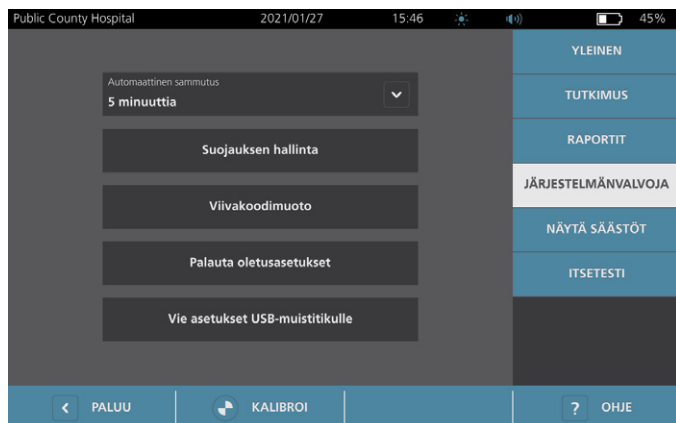 Public County Hospital 2021/01/27 15:46 45%
Automaattinen sammutus
5 minuuttia
Suojauksen hallinta
Viivakoodimuoto
Palauta oletusasetukset
Vie asetukset USB-muistitikulle
YLEINEN
TUTKIMUS
RAPORTIT
JÄRJESTELMÄNVALVOJA
NÄYTÄ SÄÄSTÖT
ITSETESTI
PALUU KALIBROI ? OHJE